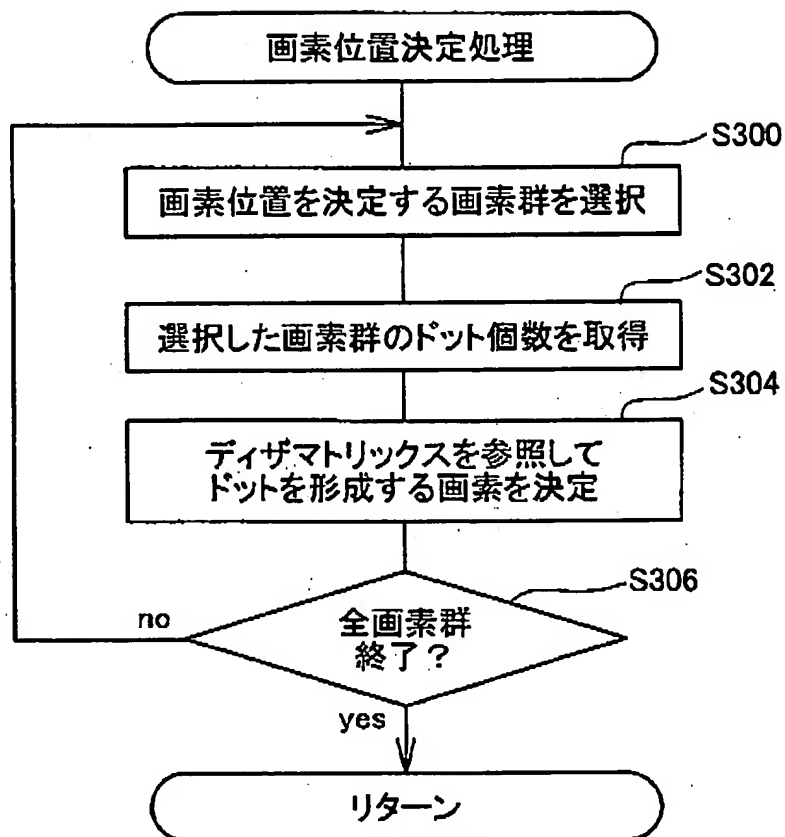 画素位置決定処理
S300
画素位置を決定する画素群を選択
S302
選択した画素群のドット個数を取得
S304
ディザマトリックスを参照して
ドットを形成する画素を決定
S306
全画素群
終了？
no
yes
リターン